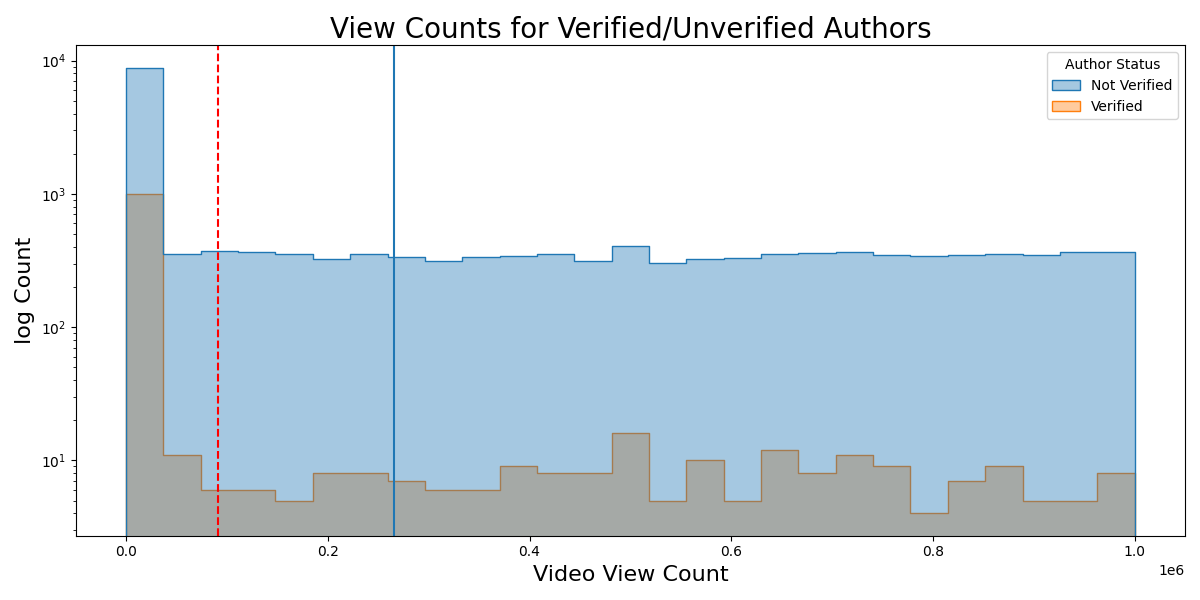 View Counts for Verified/Unverified Authors
Author Status
Not Verified
Verified
log Count
10^4
10^3
10^2
10^1
0.0 0.2 0.4 0.6 0.8 1.0
1e6
Video View Count